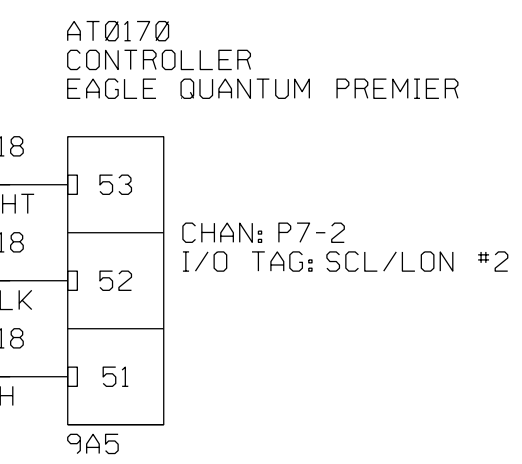 ATØ17Ø
CONTROLLER
EAGLE QUANTUM PREMIER
18
53
HT
CHAN: P7-2
18
I/O TAG: SCL/LON #2
52
LK
18
51
H
9A5